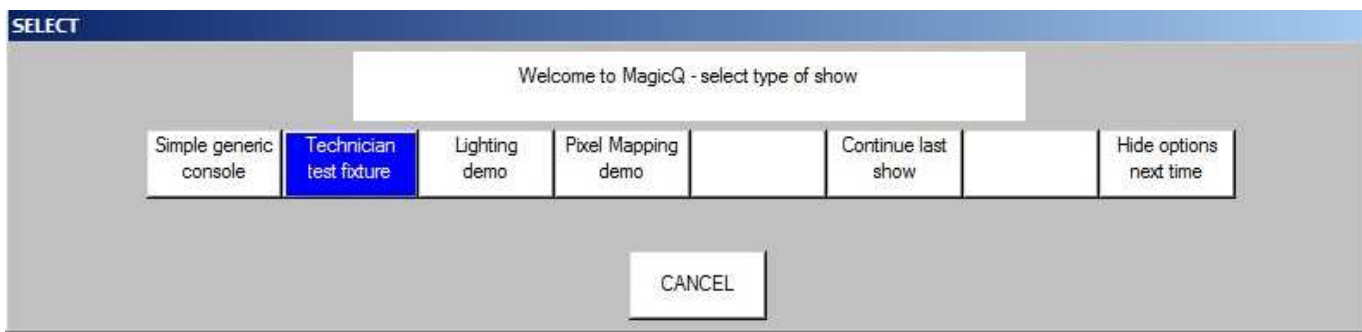 SELECT
Welcome to MagicQ - select type of show
Simple generic
console
Technician
test fixture
Lighting
demo
Pixel Mapping
demo
Continue last
show
Hide options
next time
CANCEL